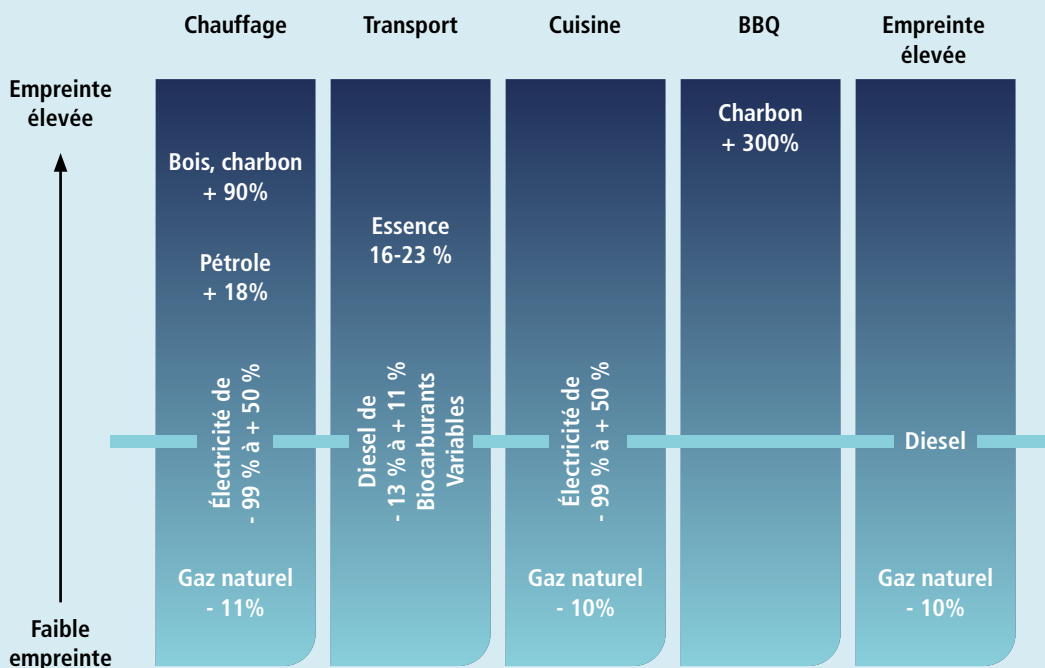 Chauffage
Transport
Cuisine
BBQ
Empreinte
élevée
Empreinte
élevée
Bois, charbon
+ 90%
Pétrole
+ 18%
Électricité de
- 99 % à + 50 %
Gaz naturel
- 11%
Essence
16-23 %
Diesel de
- 13 % à + 11 %
Biocarburants
Variables
Électricité de
- 99 % à + 50 %
Gaz naturel
- 10%
Charbon
+ 300%
Diesel
Gaz naturel
- 10%
Faible
empreinte